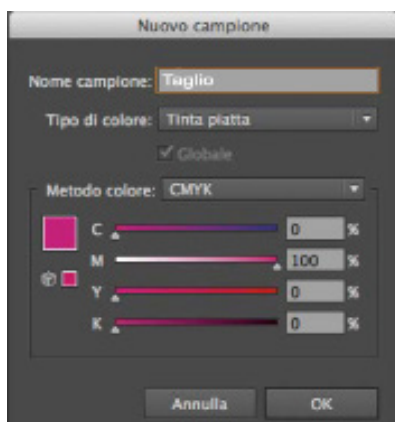 Nuovo campione
Nome campione: Taglio
Tipo di colore: Tinta piatta
Globale
Metodo colore: CMYK
C 0 %
M 100 %
Y 0 %
K 0 %
Annulla OK